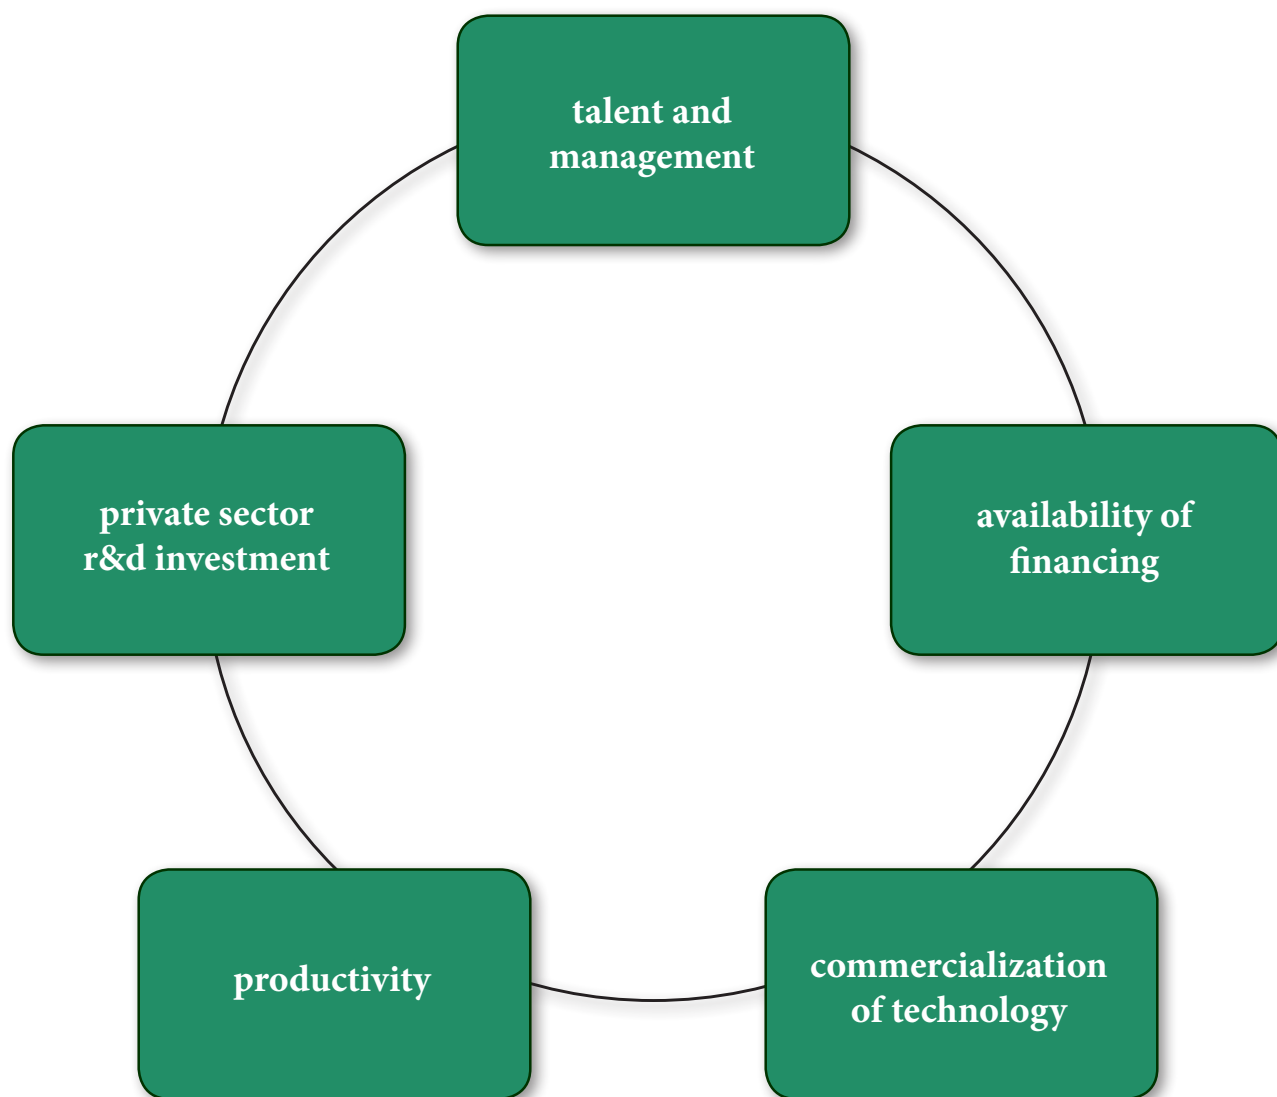 talent and
management
private sector
r&d investment
availability of
financing
productivity
commercialization
of technology